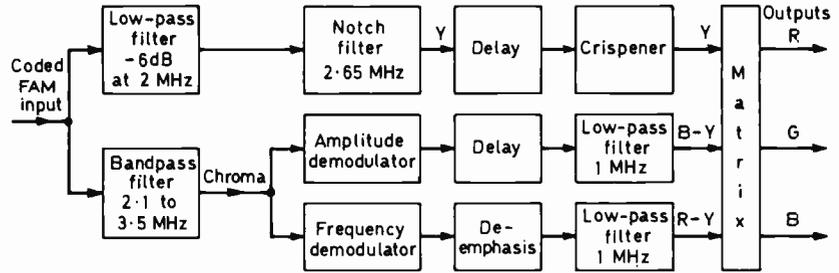 Coded
FAM
input
Low-pass
filter
-6dB
at 2 MHz
Notch
filter
2·65 MHz
Y
Delay
Crispener
Y
Bandpass
filter
2·1 to
3·5 MHz
Chroma
Amplitude
demodulator
Delay
Low-pass
filter
1 MHz
B-Y
Frequency
demodulator
De-
emphasis
Low-pass
filter
1 MHz
R-Y
M
a
t
r
i
x
Outputs
R
G
B